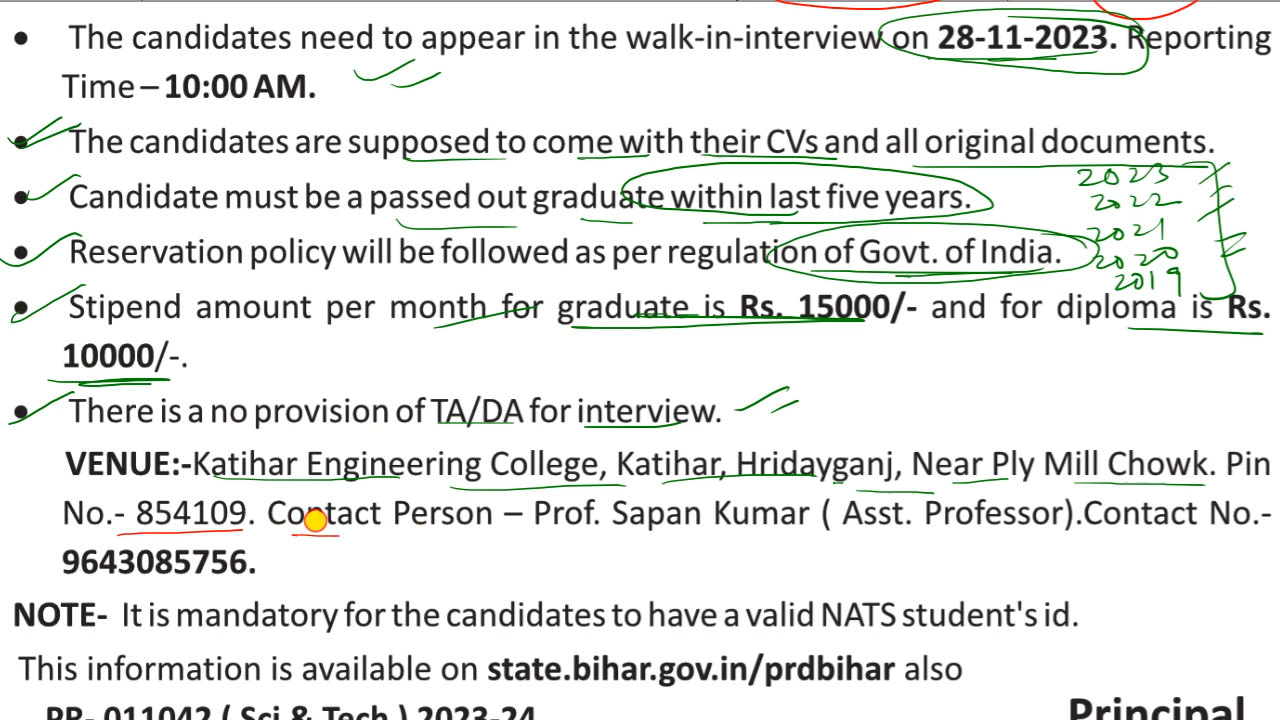 • The candidates need to appear in the walk-in-interview on 28-11-2023. Reporting
Time – 10:00 AM.
• The candidates are supposed to come with their CVs and all original documents.
2023
• Candidate must be a passed out graduate within last five years.
2022
2021
• Reservation policy will be followed as per regulation of Govt. of India.
2020
2019
• Stipend amount per month for graduate is Rs. 15000/- and for diploma is Rs.
10000/-.
• There is a no provision of TA/DA for interview.
VENUE:-Katihar Engineering College, Katihar, Hridayganj, Near Ply Mill Chowk. Pin
No.- 854109. Contact Person – Prof. Sapan Kumar ( Asst. Professor).Contact No.-
9643085756.
NOTE- It is mandatory for the candidates to have a valid NATS student's id.
This information is available on state.bihar.gov.in/prdbihar also
PR- 011042 ( Sci & Tech ) 2023-24
Principal